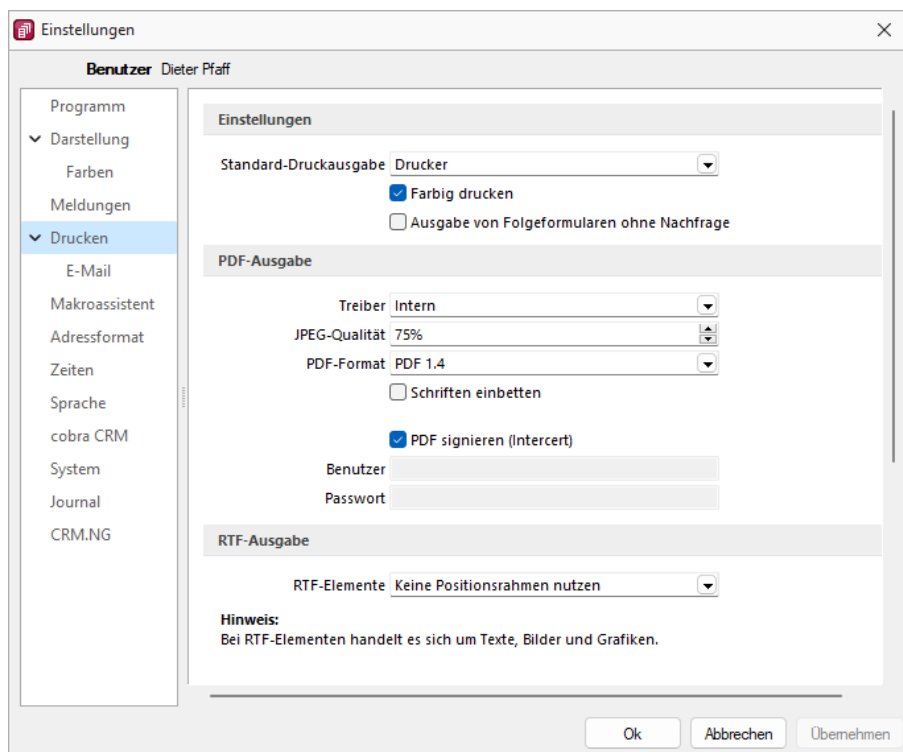 Einstellungen
Benutzer Dieter Pfaff
Programm
Darstellung
Farben
Meldungen
Drucken
E-Mail
Makroassistent
Adressformat
Zeiten
Sprache
cobra CRM
System
Journal
CRM.NG
Einstellungen
Standard-Druckausgabe Drucker
Farbig drucken
Ausgabe von Folgeformularen ohne Nachfrage
PDF-Ausgabe
Treiber Intern
JPEG-Qualität 75%
PDF-Format PDF 1.4
Schriften einbetten
PDF signieren (Intercert)
Benutzer
Passwort
RTF-Ausgabe
RTF-Elemente Keine Positionsrahmen nutzen
Hinweis:
Bei RTF-Elementen handelt es sich um Texte, Bilder und Grafiken.
Ok Abbrechen Übernehmen